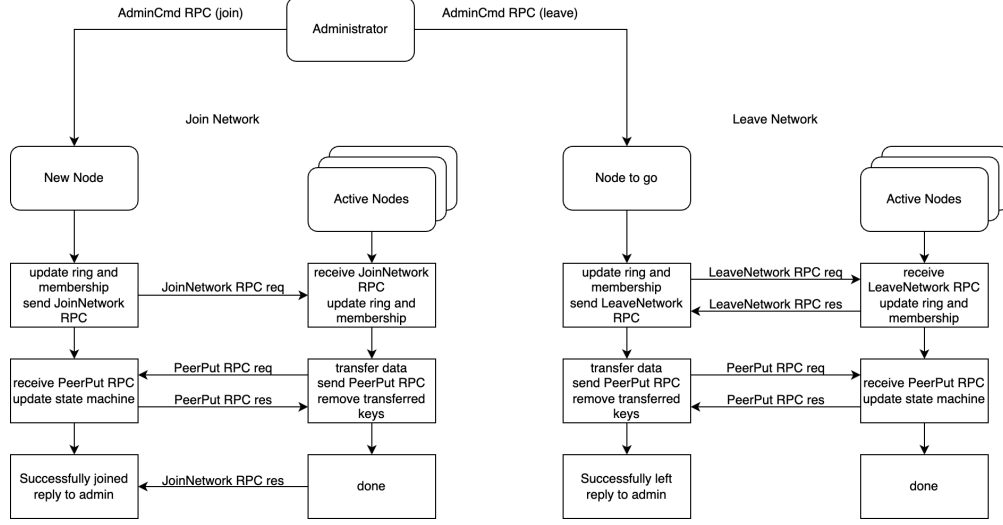 AdminCmd RPC (join)
Administrator
AdminCmd RPC (leave)
Join Network
Leave Network
New Node
Active Nodes
Node to go
Active Nodes
update ring and
membership
send JoinNetwork
RPC
JoinNetwork RPC req
receive JoinNetwork
RPC
update ring and
membership
update ring and
membership
send LeaveNetwork
RPC
LeaveNetwork RPC req
LeaveNetwork RPC res
receive
LeaveNetwork RPC
update ring and
membership
receive PeerPut RPC
update state machine
PeerPut RPC req
PeerPut RPC res
transfer data
send PeerPut RPC
remove transferred
keys
transfer data
send PeerPut RPC
remove transferred
keys
PeerPut RPC req
PeerPut RPC res
receive PeerPut RPC
update state machine
Successfully joined
reply to admin
JoinNetwork RPC res
done
Successfully left
reply to admin
done